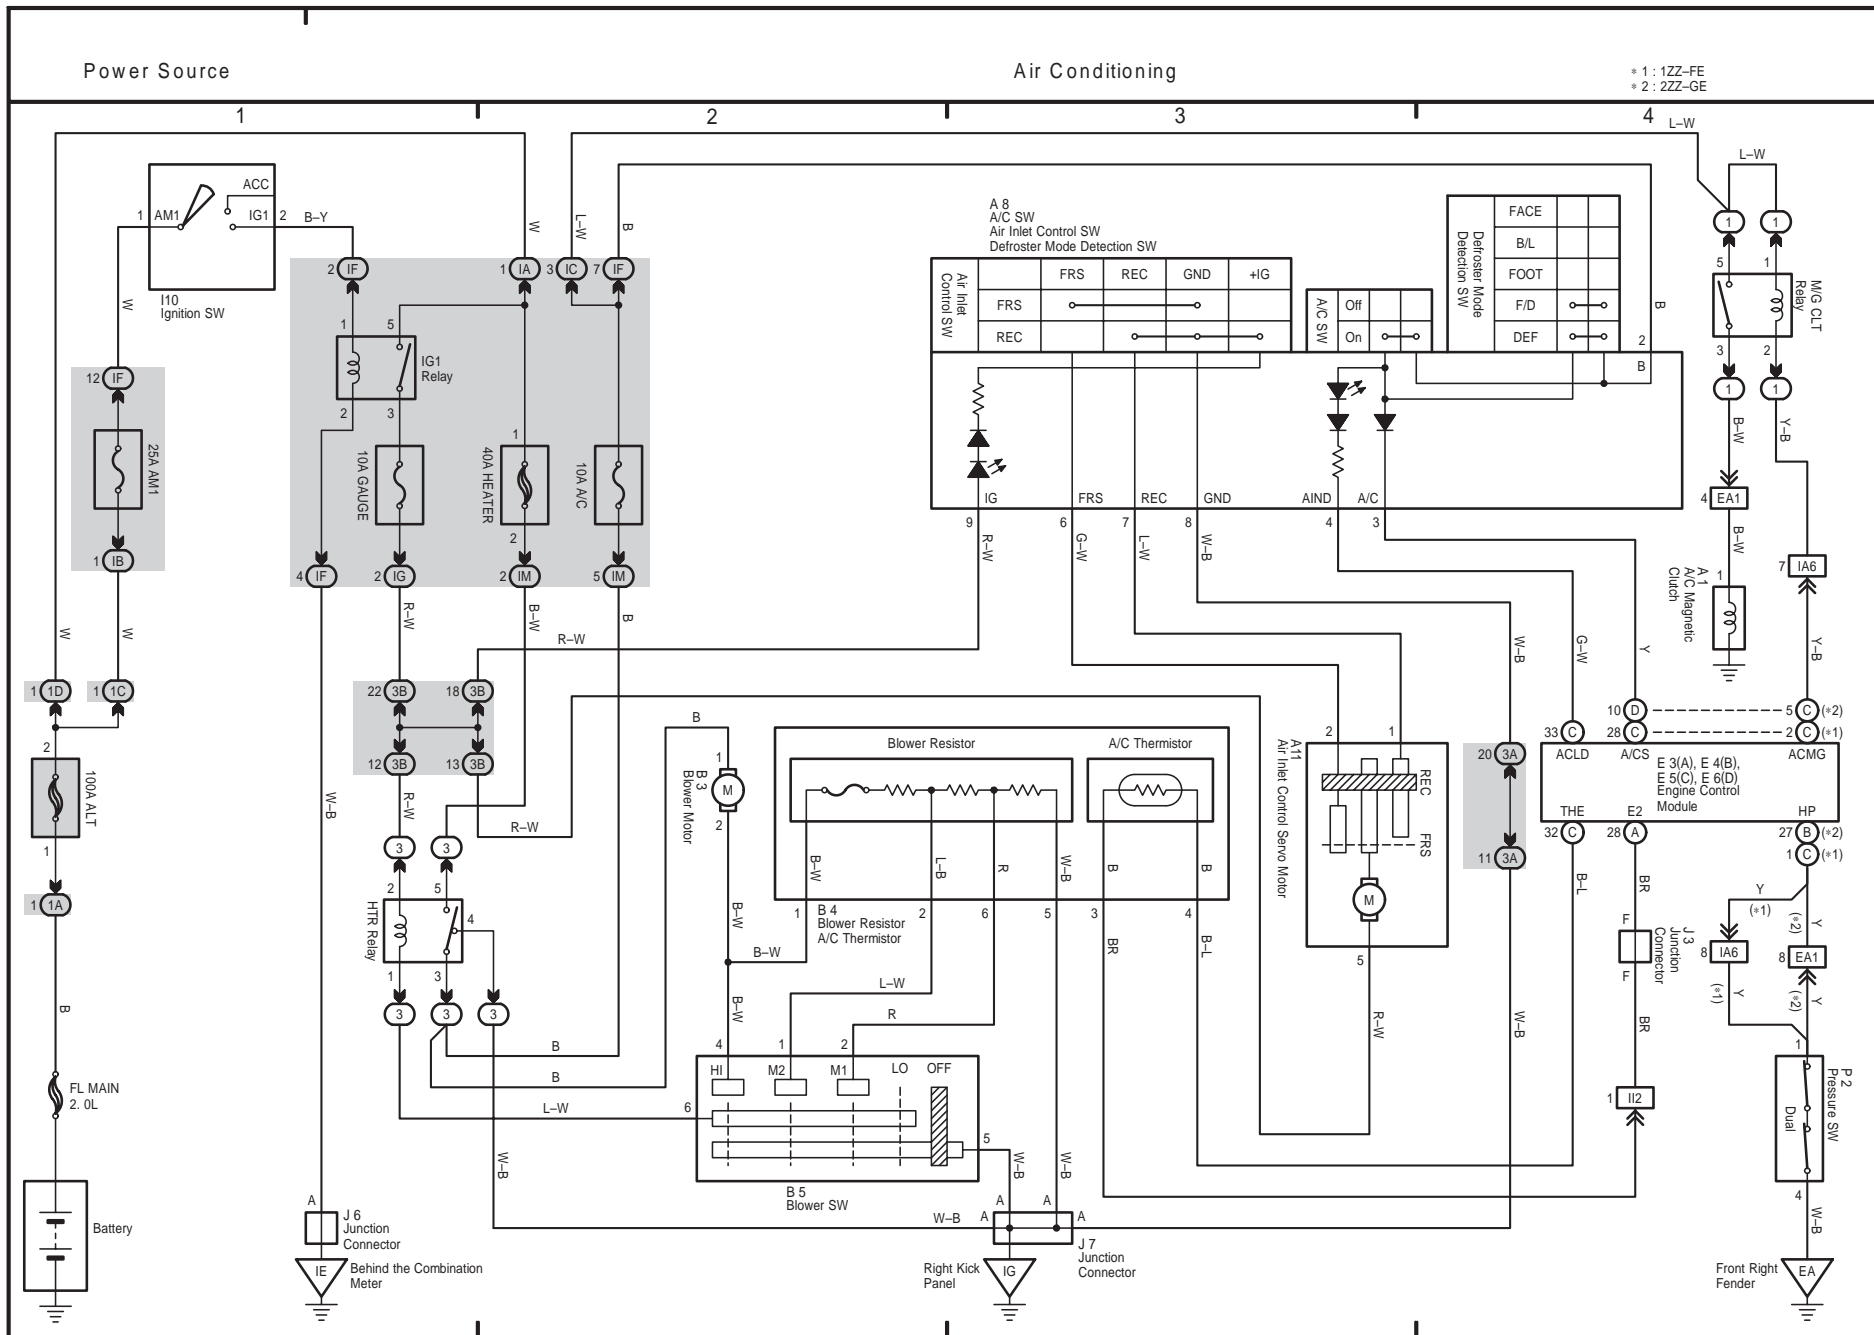 Power Source
Air Conditioning
* 1 : 1ZZ–FE
* 2 : 2ZZ–GE
1
2
3
4
L–W
L–W
ACC
1
AM1
IG1
2
B–Y
I10
Ignition SW
W
W
L–W
B
2 IF
1 IA
3 IC
7 IF
1
5
IG1
Relay
2
3
12 IF
25A AM1
1 IB
10A GAUGE
1
40A HEATER
2
10A A/C
4 IF
2 IG
2 IM
5 IM
W
W
R–W
B–W
B
R–W
1 1D
1 1C
2
100A ALT
1
1 1A
B
FL MAIN
2. 0L
Battery
22 3B
18 3B
12 3B
13 3B
R–W
R–W
W–B
3
3
2
5
4
HTR Relay
1
3
3
3
3
B
B
L–W
W–B
A
J 6
Junction
Connector
IE
Behind the Combination
Meter
A 8
A/C SW
Air Inlet Control SW
Defroster Mode Detection SW
Air Inlet
Control SW
FRS
REC
GND
+IG
FRS
REC
A/C SW
Off
On
Defroster Mode
Detection SW
FACE
B/L
FOOT
F/D
DEF
B
2
B
IG
FRS
REC
GND
AIND
A/C
9
6
7
8
4
3
R–W
G–W
L–W
W–B
B
1
B 3
Blower Motor
M
2
B–W
B–W
B–W
Blower Resistor
A/C Thermistor
B–W
L–B
R
W–B
B
B
1
B 4
Blower Resistor
A/C Thermistor
2
6
5
3
4
BR
B–L
L–W
R
4
1
2
HI
M2
M1
LO
OFF
6
5
B 5
Blower SW
W–B
W–B
W–B
A
A
A
A
J 7
Junction
Connector
IG
Right Kick
Panel
2
1
A11
Air Inlet Control Servo Motor
REC
FRS
M
5
R–W
W–B
20 3A
11 3A
W–B
G–W
Y
5
1
M/G CLT
Relay
3
2
1
1
1
1
B–W
Y–B
4 EA1
B–W
1
A 1
A/C Magnetic
Clutch
7 IA6
Y–B
10 D
5 C (*2)
33 C
28 C
2 C (*1)
ACLD
A/CS
ACMG
E 3(A), E 4(B),
E 5(C), E 6(D)
Engine Control
Module
THE
E2
HP
32 C
28 A
27 B (*2)
1 C (*1)
B–L
BR
F
J 3
Junction
Connector
F
BR
1 II2
Y
(*1)
Y
(*2)
8 IA6
8 EA1
Y
(*1)
Y
(*2)
1
P 2
Pressure SW
Dual
4
W–B
EA
Front Right
Fender